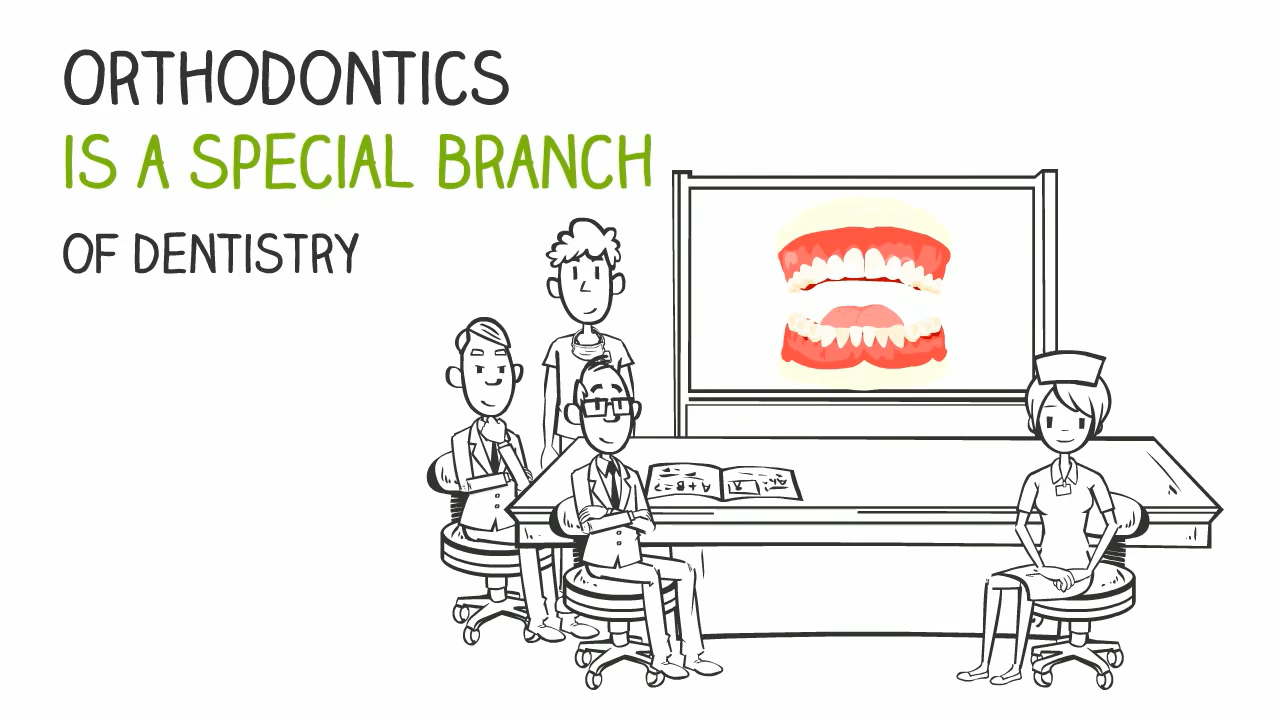 ORTHODONTICS
IS A SPECIAL BRANCH
OF DENTISTRY
A+B=?